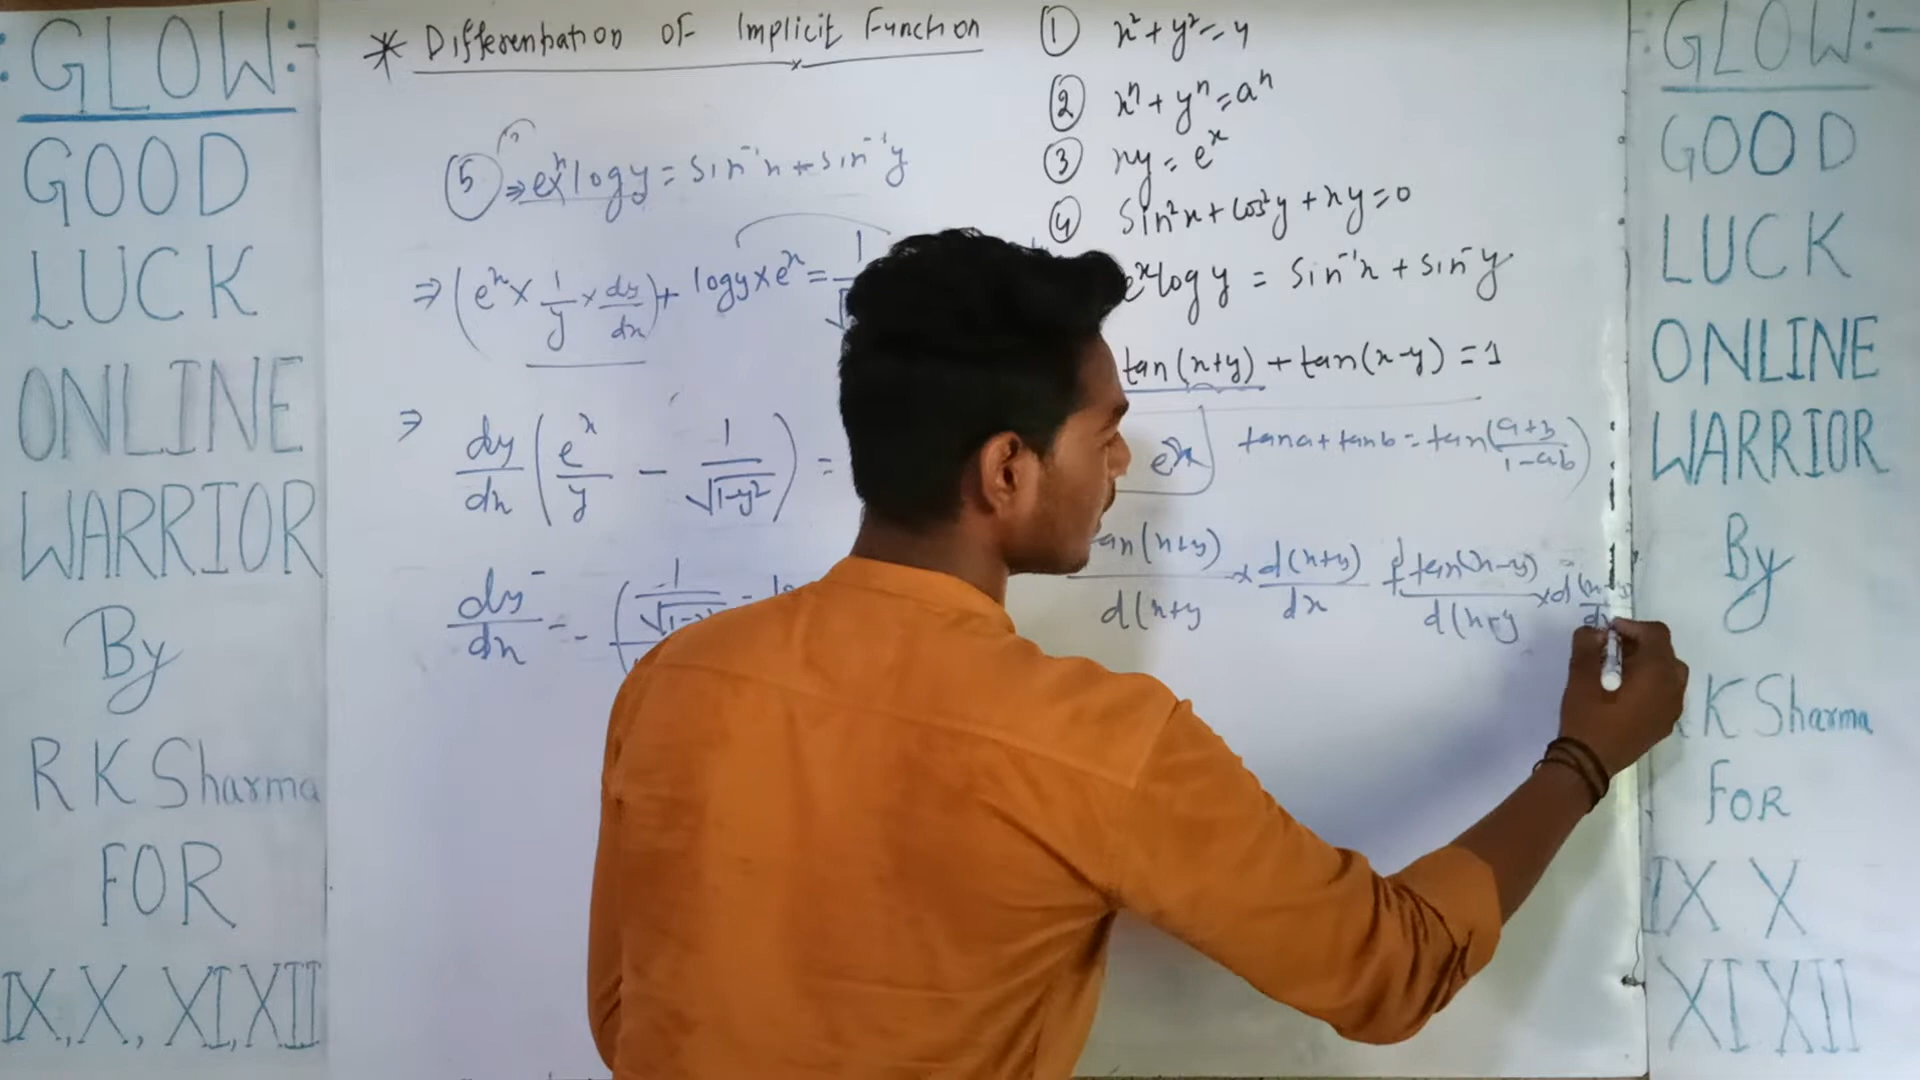 : GLOW :-
GOOD
LUCK
ONLINE
WARRIOR
By
R K Sharma
FOR
IX, X, XI, XII
* Differentiation OF Implicit Function
⑤ ⇒ eˣ log y = sin⁻¹x + sin⁻¹y
⇒ (eˣ × 1/y × dy/dx) + log y × eˣ = 1/√
⇒ dy/dx (eˣ/y - 1/√1-y²) =
dy/dx = - (1/√1-
① x² + y² = 4
② xⁿ + yⁿ = aⁿ
③ xy = eˣ
④ Sin²x + cos²y + xy = 0
eˣ log y = Sin⁻¹x + Sin⁻y
tan(x+y) + tan(x-y) = 1
eˣ
tan a + tan b = tan(a+b/1-ab)
an(x+y)/d(x+y × d(x+y)/dx + tan(x-y)/d(x-y × d
: GLOW :-
GOOD
LUCK
ONLINE
WARRIOR
By
K Sharma
FOR
IX X
XI XII